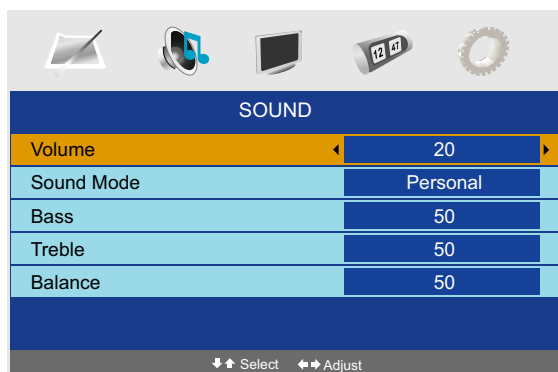 12 47
SOUND
Volume 20
Sound Mode Personal
Bass 50
Treble 50
Balance 50
Select Adjust